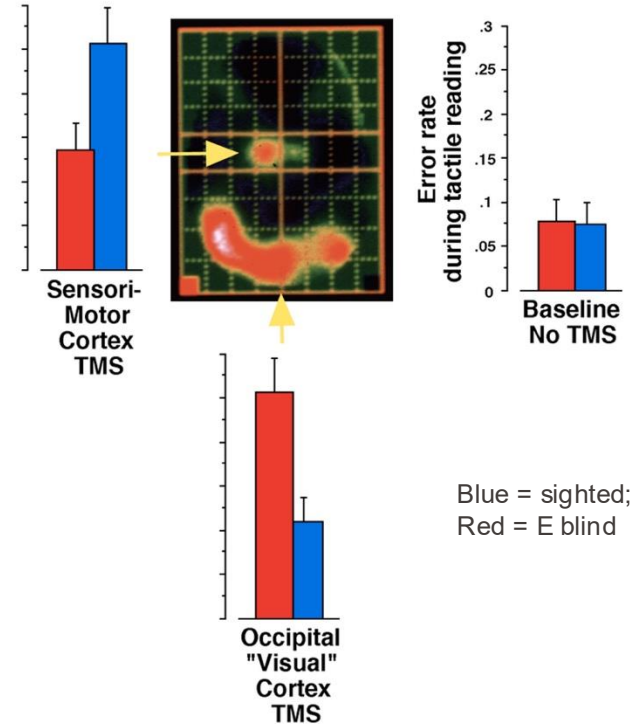 Sensori-
Motor
Cortex
TMS
Error rate
during tactile reading
.3
.25
.2
.15
.1
.05
0
Baseline
No TMS
Blue = sighted;
Red = E blind
Occipital
"Visual"
Cortex
TMS